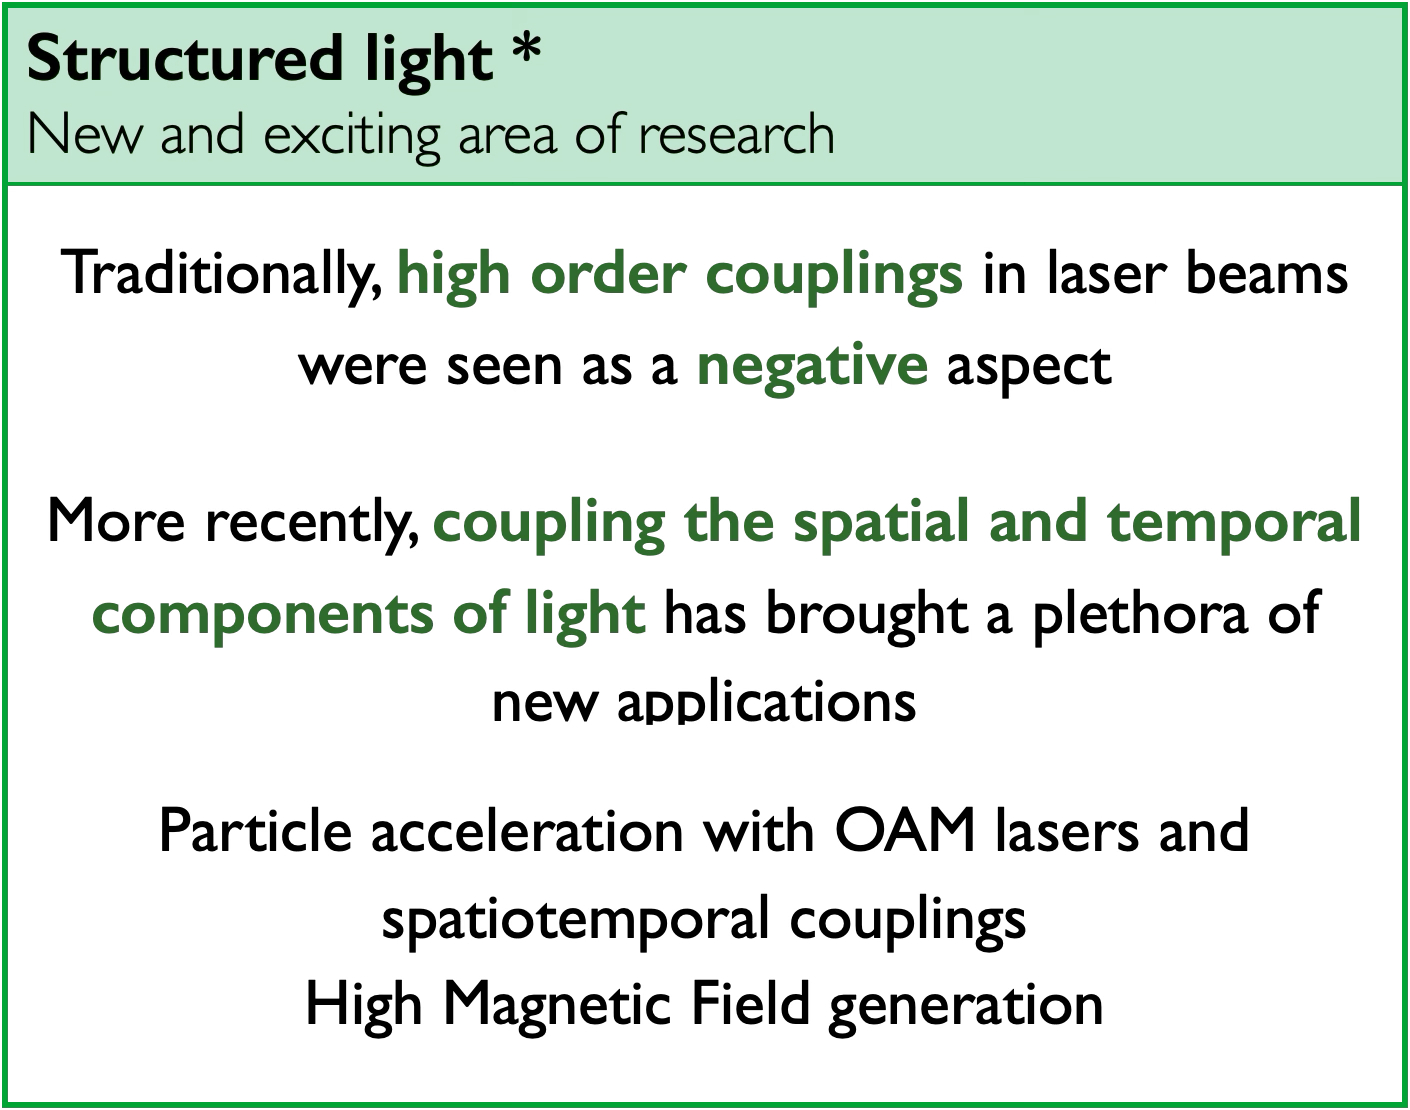 Structured light *
New and exciting area of research
Traditionally, high order couplings in laser beams
were seen as a negative aspect
More recently, coupling the spatial and temporal
components of light has brought a plethora of
new applications
Particle acceleration with OAM lasers and
spatiotemporal couplings
High Magnetic Field generation